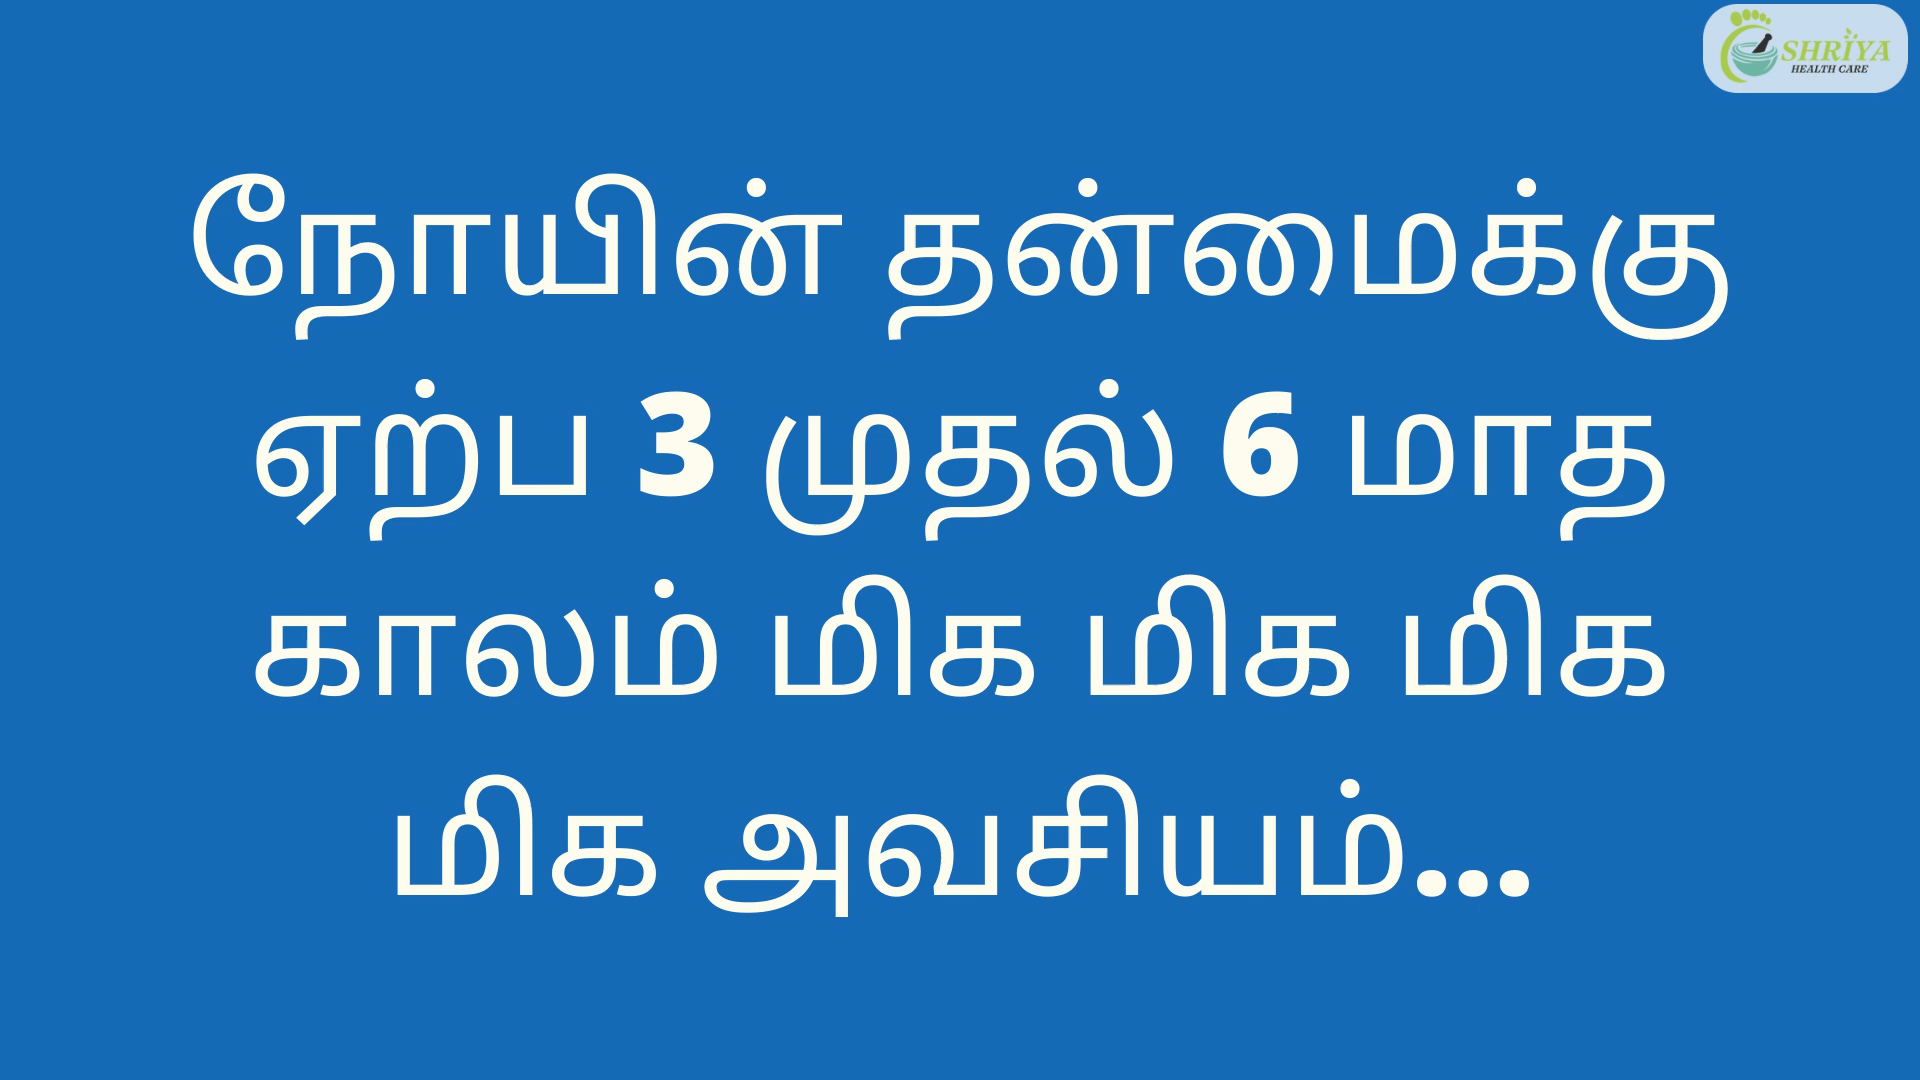 SHRIYA
HEALTH CARE
நோயின் தன்மைக்கு
ஏற்ப 3 முதல் 6 மாத
காலம் மிக மிக மிக
மிக அவசியம்...